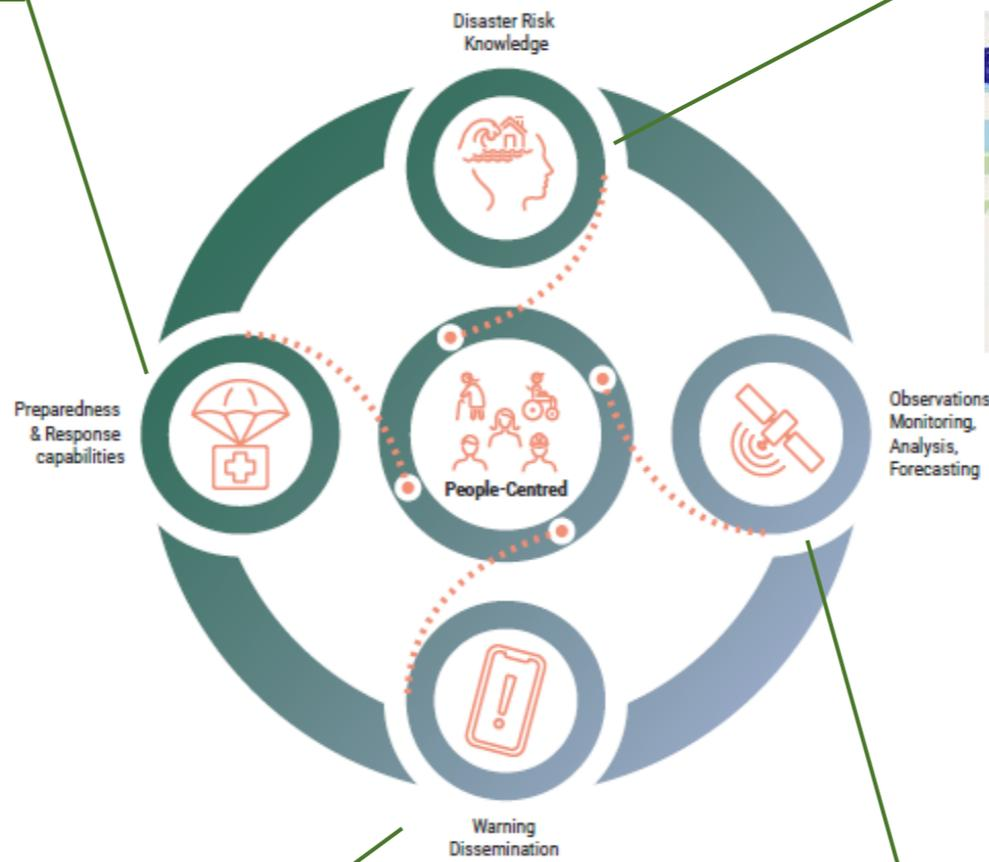 Disaster Risk
Knowledge
Preparedness
& Response
capabilities
Observations
Monitoring,
Analysis,
Forecasting
People-Centred
Warning
Dissemination